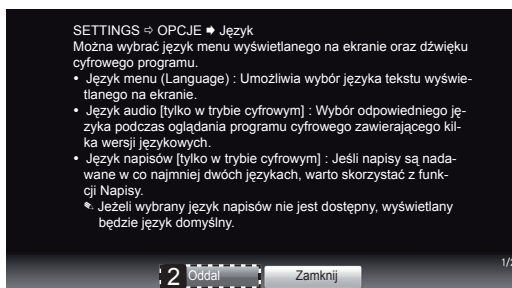 SETTINGS ⇨ OPCJE ➡ Język
Można wybrać język menu wyświetlanego na ekranie oraz dźwięku
cyfrowego programu.
• Język menu (Language) : Umożliwia wybór języka tekstu wyświe-
tlanego na ekranie.
• Język audio [tylko w trybie cyfrowym] : Wybór odpowiedniego ję-
zyka podczas oglądania programu cyfrowego zawierającego kil-
ka wersji językowych.
• Język napisów [tylko w trybie cyfrowym] : Jeśli napisy są nada-
wane w co najmniej dwóch językach, warto skorzystać z funk-
cji Napisy.
✎ Jeżeli wybrany język napisów nie jest dostępny, wyświetlany
będzie język domyślny.
1/2
2 Oddal Zamknij